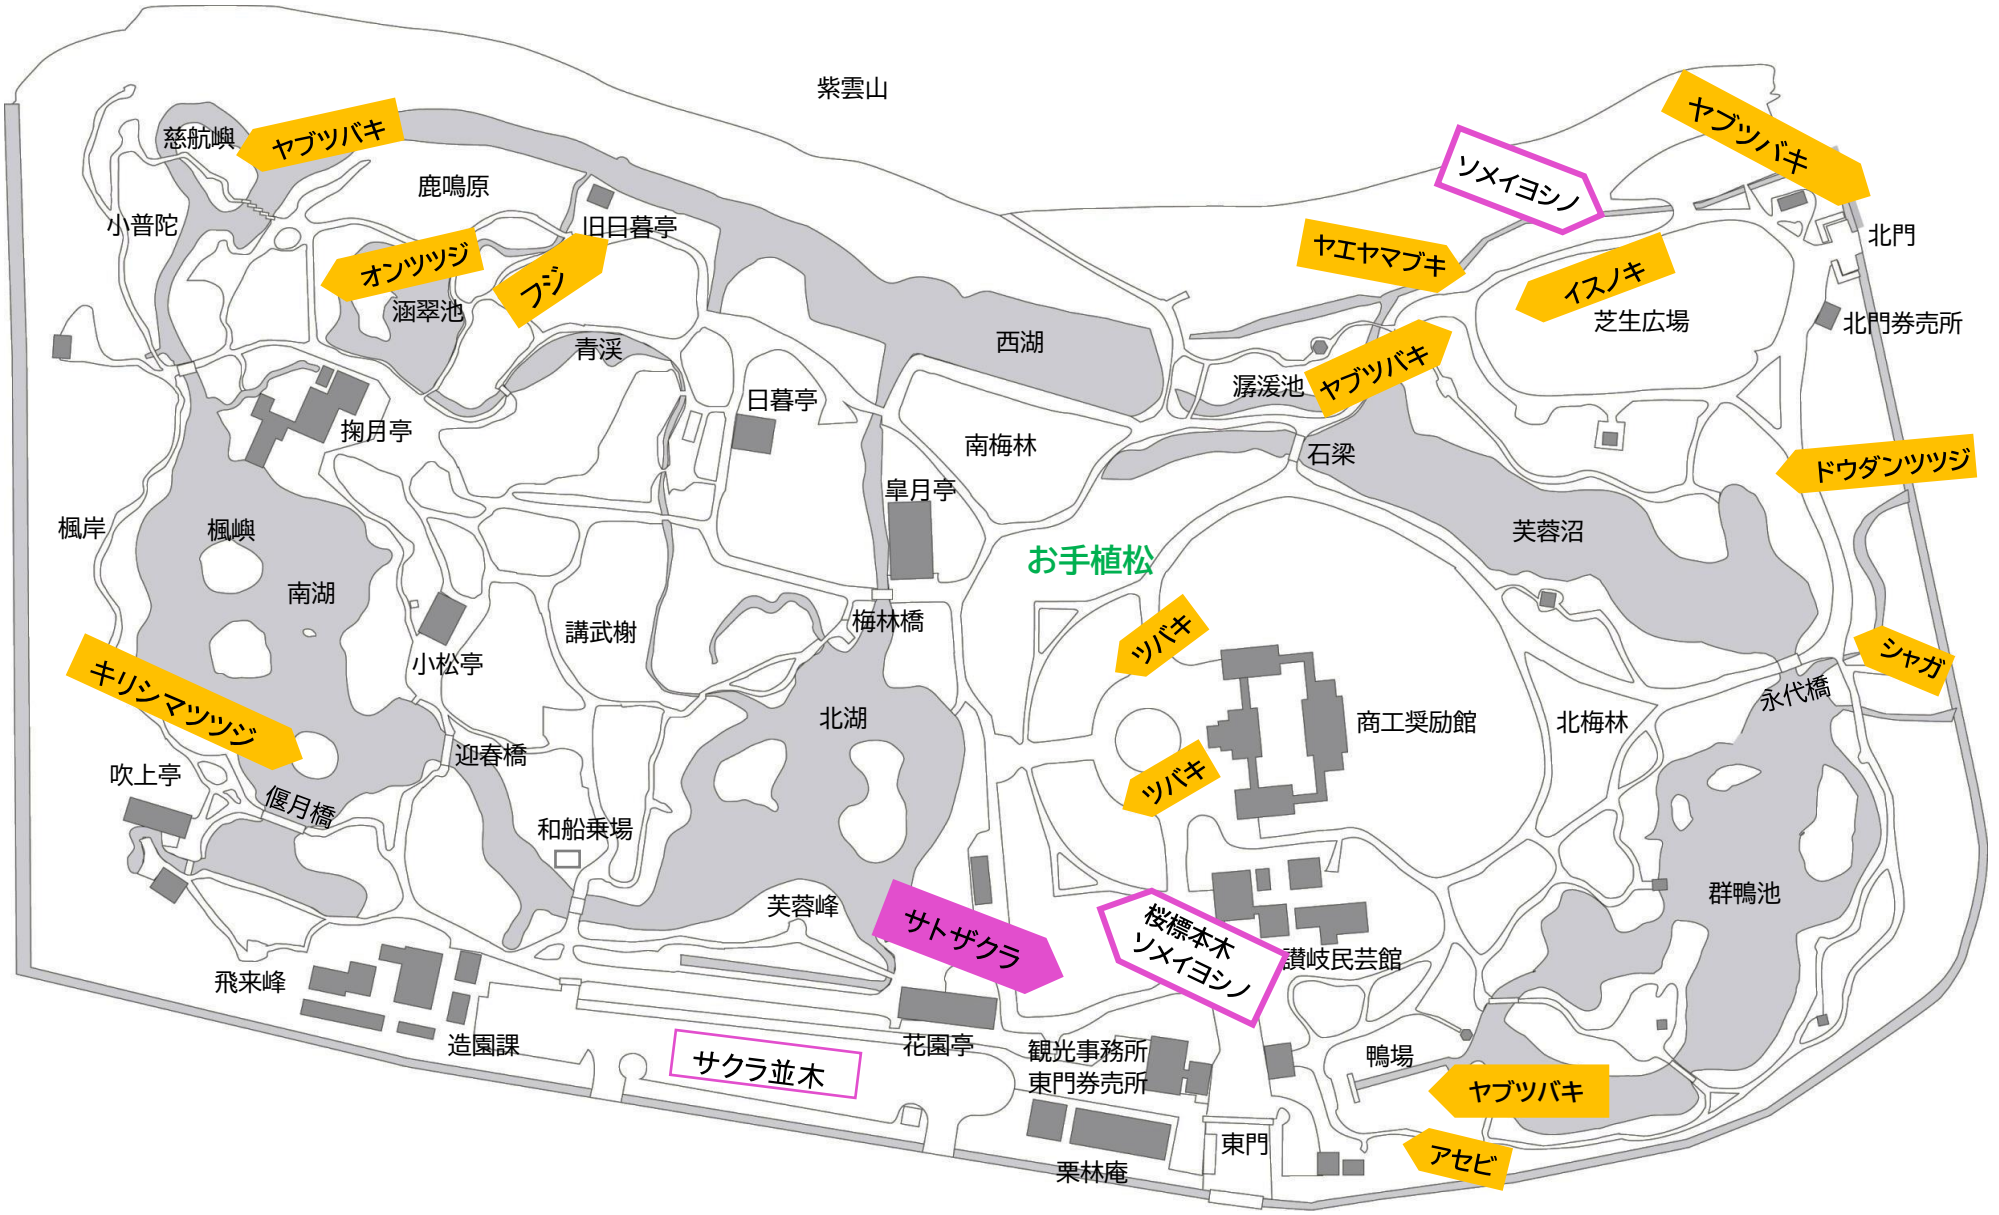 紫雲山
ヤブツバキ
慈航嶼
ヤブツバキ
ソメイヨシノ
鹿鳴原
小普陀
旧日暮亭
北門
ヤエヤマブキ
オンツツジ
フジ
イスノキ
涵翠池
芝生広場
北門券売所
青渓
西湖
ヤブツバキ
潺湲池
日暮亭
掬月亭
南梅林
石梁
ドウダンツツジ
皐月亭
楓岸
楓嶼
芙蓉沼
お手植松
南湖
梅林橋
講武榭
ツバキ
小松亭
シャガ
キリシマツツジ
永代橋
北湖
商工奨励館
北梅林
迎春橋
吹上亭
ツバキ
偃月橋
和船乗場
群鴨池
芙蓉峰
サトザクラ
桜標本木
ソメイヨシノ
讃岐民芸館
飛来峰
造園課
花園亭
サクラ並木
観光事務所
東門券売所
鴨場
ヤブツバキ
東門
アセビ
栗林庵